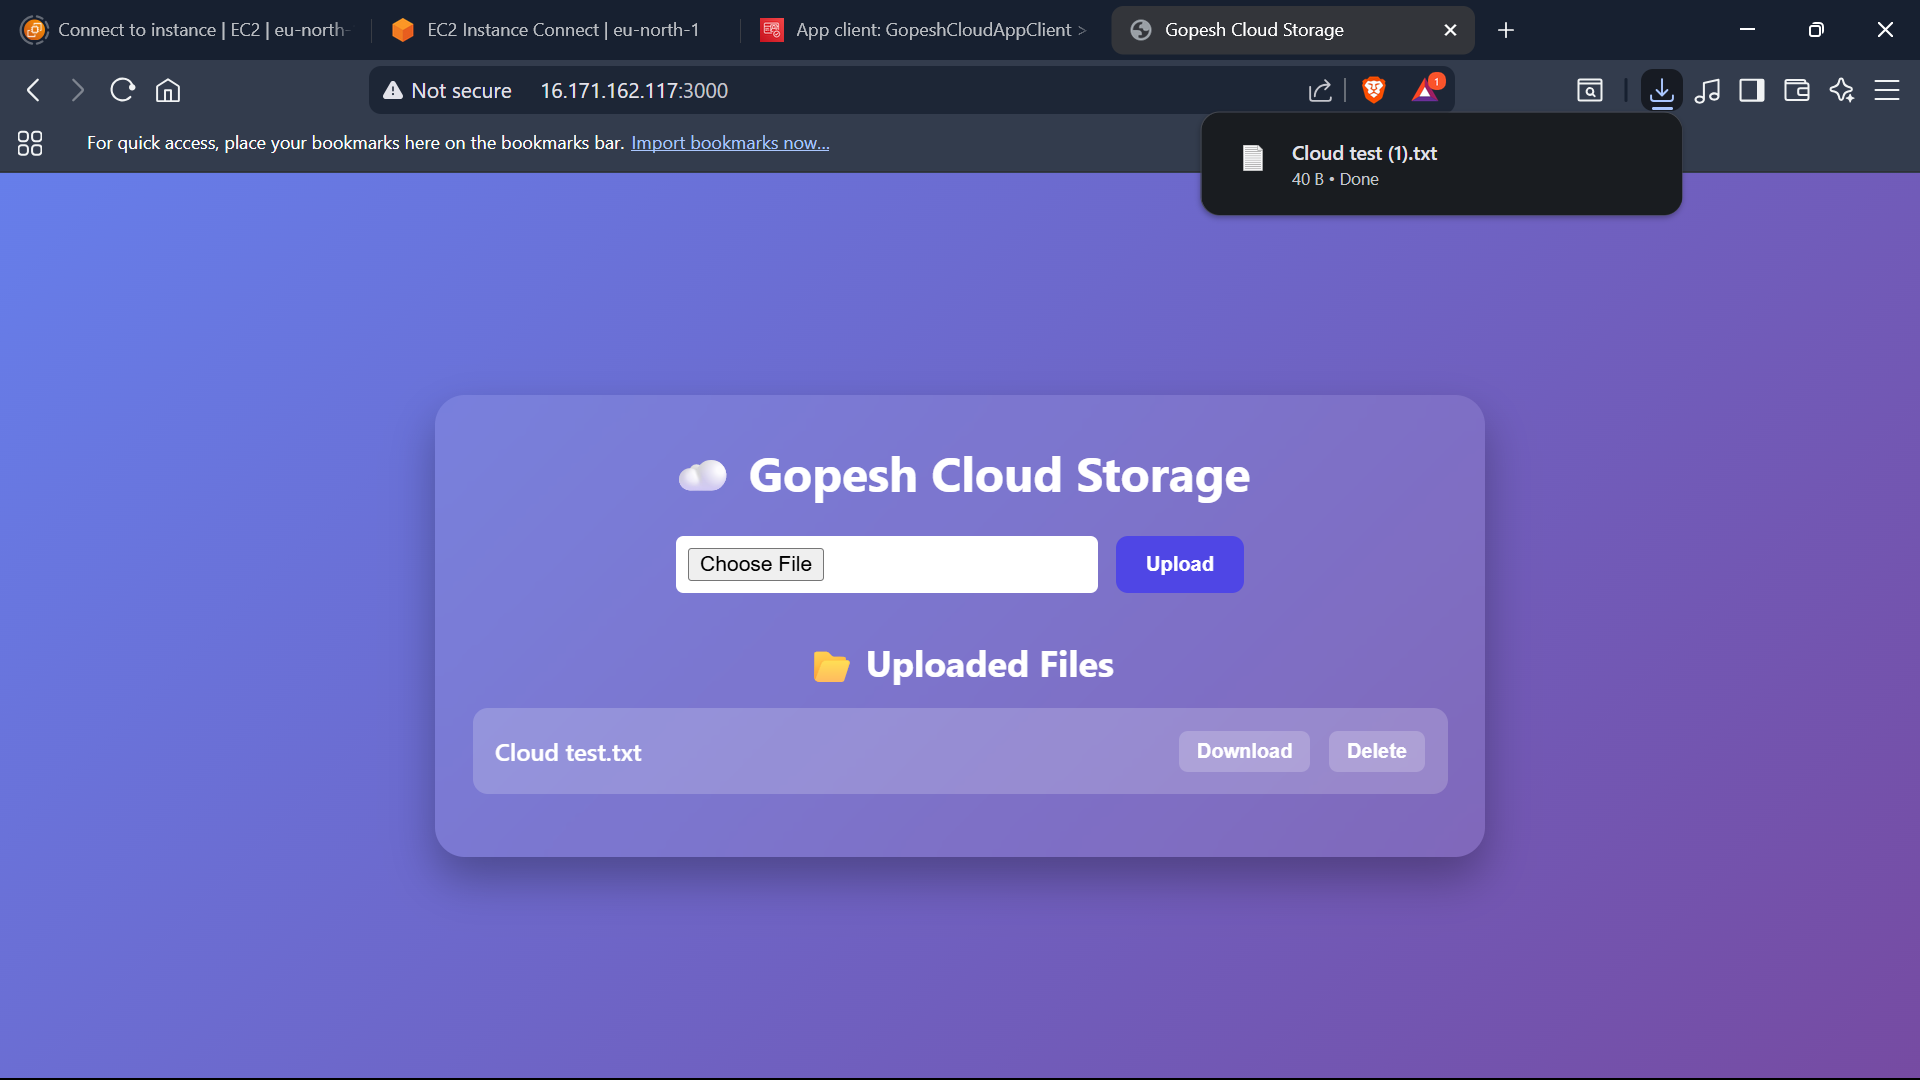 Connect to instance | EC2 | eu-north-
EC2 Instance Connect | eu-north-1
App client: GopeshCloudAppClient >
Gopesh Cloud Storage
Not secure
16.171.162.117:3000
1
For quick access, place your bookmarks here on the bookmarks bar. Import bookmarks now...
Cloud test (1).txt
40 B • Done
Gopesh Cloud Storage
Choose File
Upload
Uploaded Files
Cloud test.txt
Download
Delete